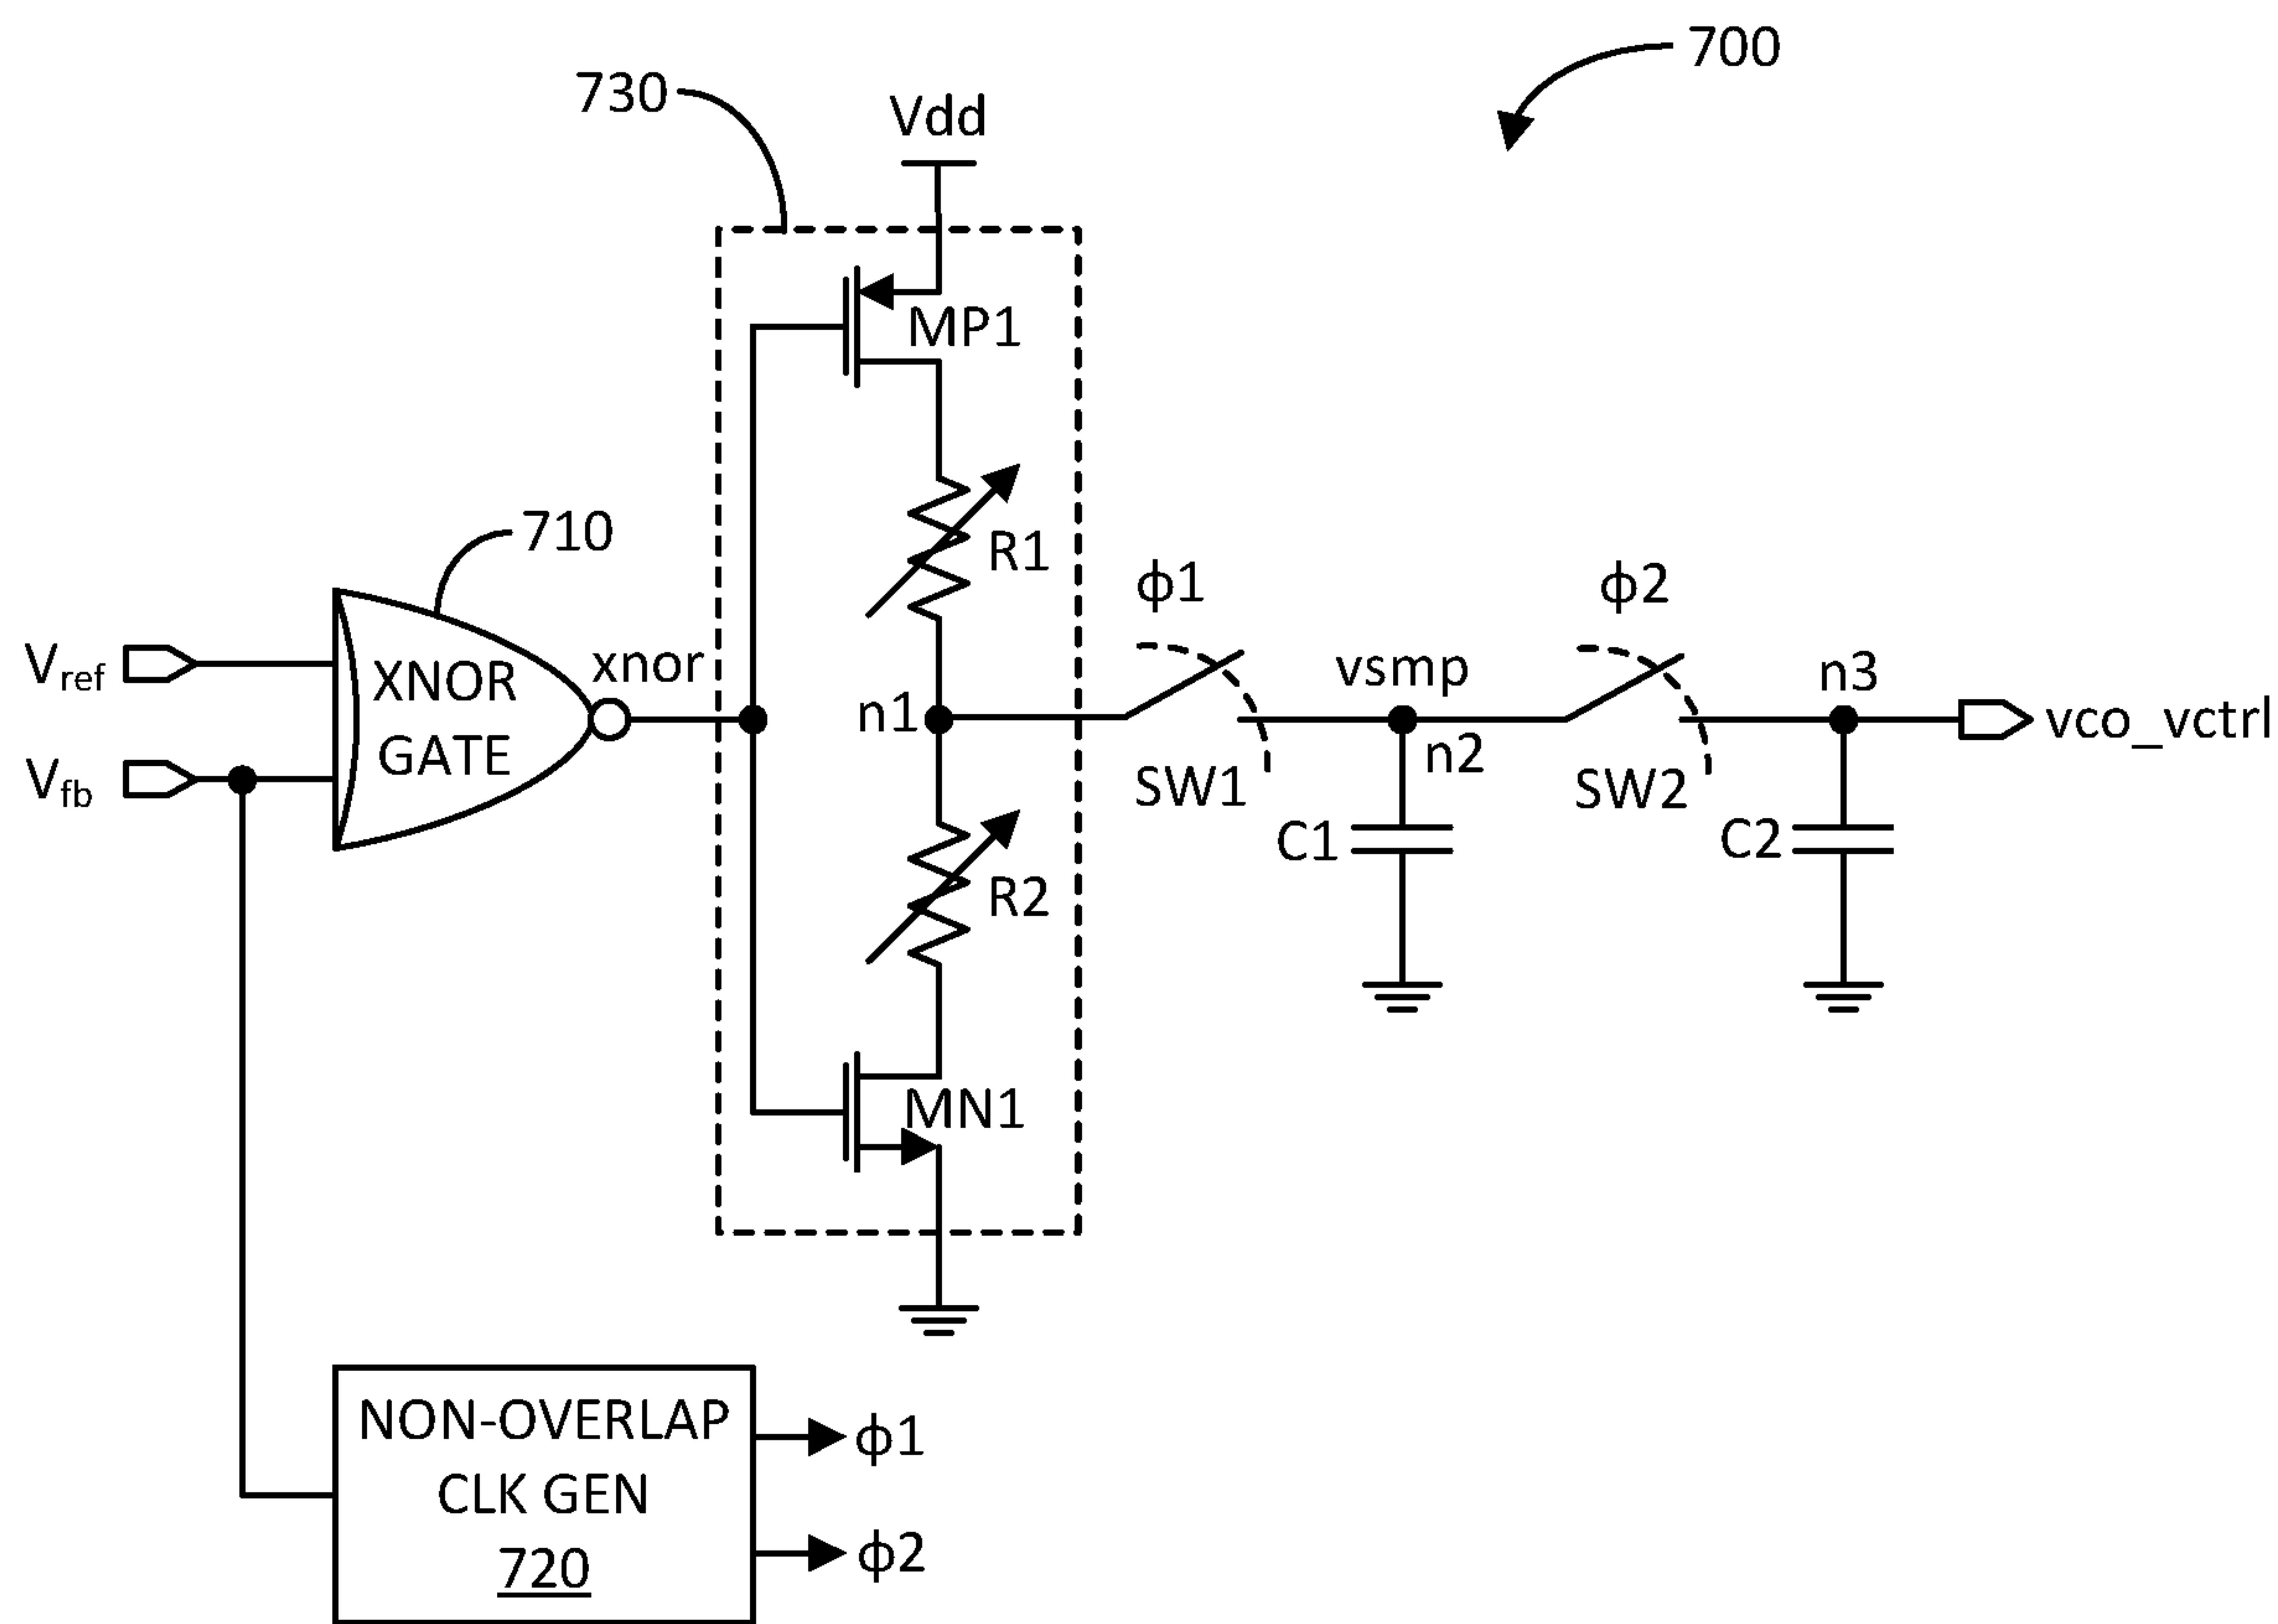 700
730
Vdd
MP1
R1
710
Vref
XNOR
GATE
xnor
Vfb
n1
ϕ1
SW1
vsmp
n2
C1
ϕ2
SW2
n3
C2
vco_vctrl
R2
MN1
NON-OVERLAP
CLK GEN
720
ϕ1
ϕ2